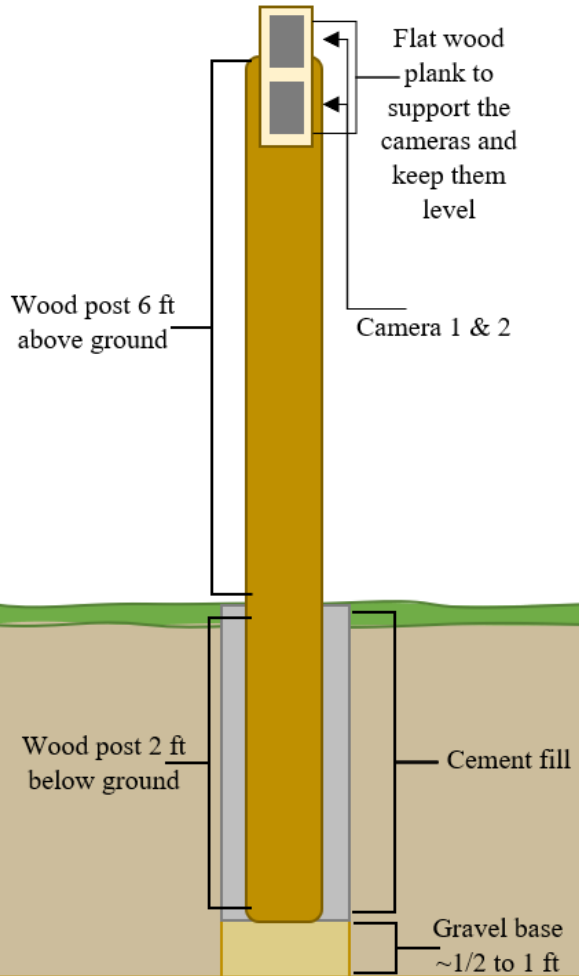 Flat wood
plank to
support the
cameras and
keep them
level
Wood post 6 ft
above ground
Camera 1 & 2
Wood post 2 ft
below ground
Cement fill
Gravel base
~1/2 to 1 ft